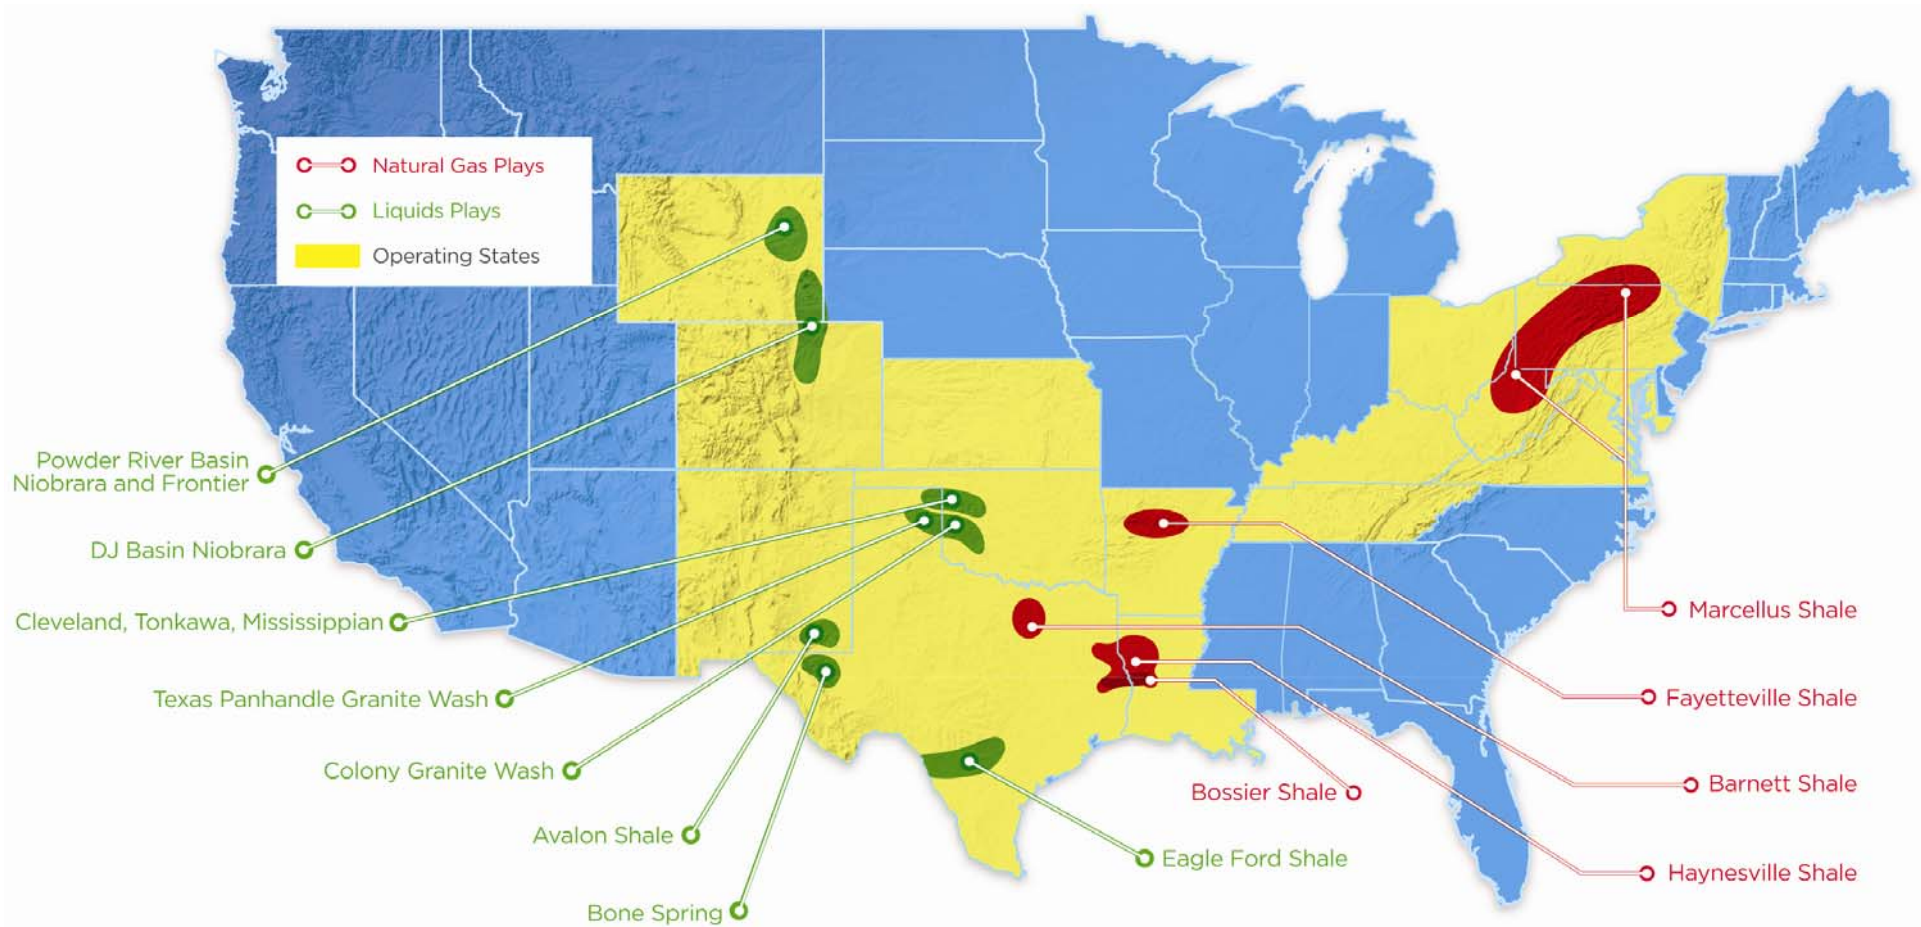 Natural Gas Plays
Liquids Plays
Operating States
Powder River Basin
Niobrara and Frontier
DJ Basin Niobrara
Cleveland, Tonkawa, Mississippian
Texas Panhandle Granite Wash
Colony Granite Wash
Avalon Shale
Bone Spring
Marcellus Shale
Fayetteville Shale
Barnett Shale
Bossier Shale
Eagle Ford Shale
Haynesville Shale